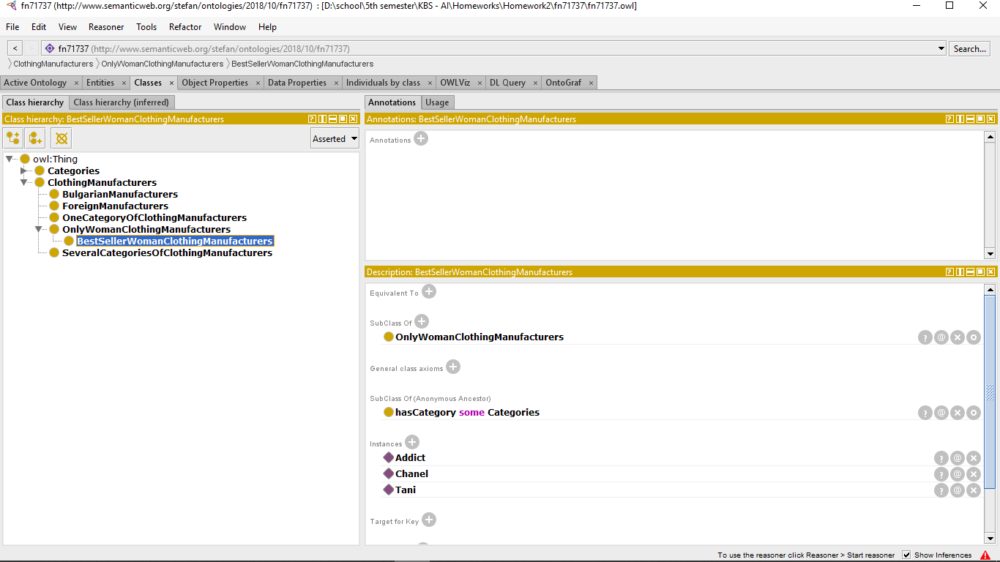 fn71737 (http://www.semanticweb.org/stefan/ontologies/2018/10/fn71737) : [D:\school\5th semester\KBS - AI\Homeworks\Homework2\fn71737\fn71737.owl]
File Edit View Reasoner Tools Refactor Window Help
< > fn71737 (http://www.semanticweb.org/stefan/ontologies/2018/10/fn71737) Search...
ClothingManufacturers OnlyWomanClothingManufacturers BestSellerWomanClothingManufacturers
Active Ontology × Entities × Classes × Object Properties × Data Properties × Individuals by class × OWLViz × DL Query × OntoGraf ×
Class hierarchy Class hierarchy (inferred)
Class hierarchy: BestSellerWomanClothingManufacturers
Asserted
owl:Thing
Categories
ClothingManufacturers
BulgarianManufacturers
ForeignManufacturers
OneCategoryOfClothingManufacturers
OnlyWomanClothingManufacturers
BestSellerWomanClothingManufacturers
SeveralCategoriesOfClothingManufacturers
Annotations Usage
Annotations: BestSellerWomanClothingManufacturers
Annotations
Description: BestSellerWomanClothingManufacturers
Equivalent To
SubClass Of
OnlyWomanClothingManufacturers
General class axioms
SubClass Of (Anonymous Ancestor)
hasCategory some Categories
Instances
Addict
Chanel
Tani
Target for Key
To use the reasoner click Reasoner > Start reasoner Show Inferences